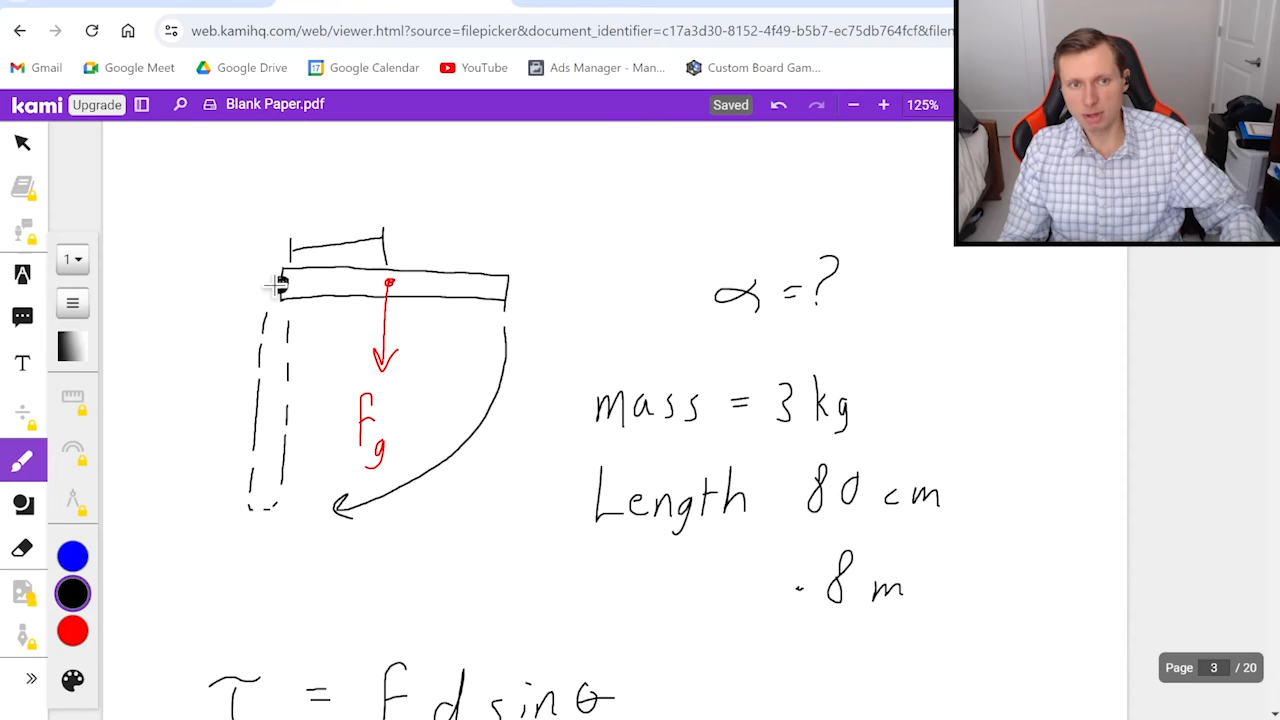 web.kamihq.com/web/viewer.html?source=filepicker&document_identifier=c17a3d30-8152-4f49-b5b7-ec75db764fcf&filen
Gmail Google Meet Google Drive 17 Google Calendar YouTube Ads Manager - Man... Custom Board Gam...
kami Upgrade Blank Paper.pdf Saved 125%
A
T
1
Fg
α = ?
mass = 3 kg
Length 80 cm
.8 m
τ = F d sin θ
Page 3 / 20